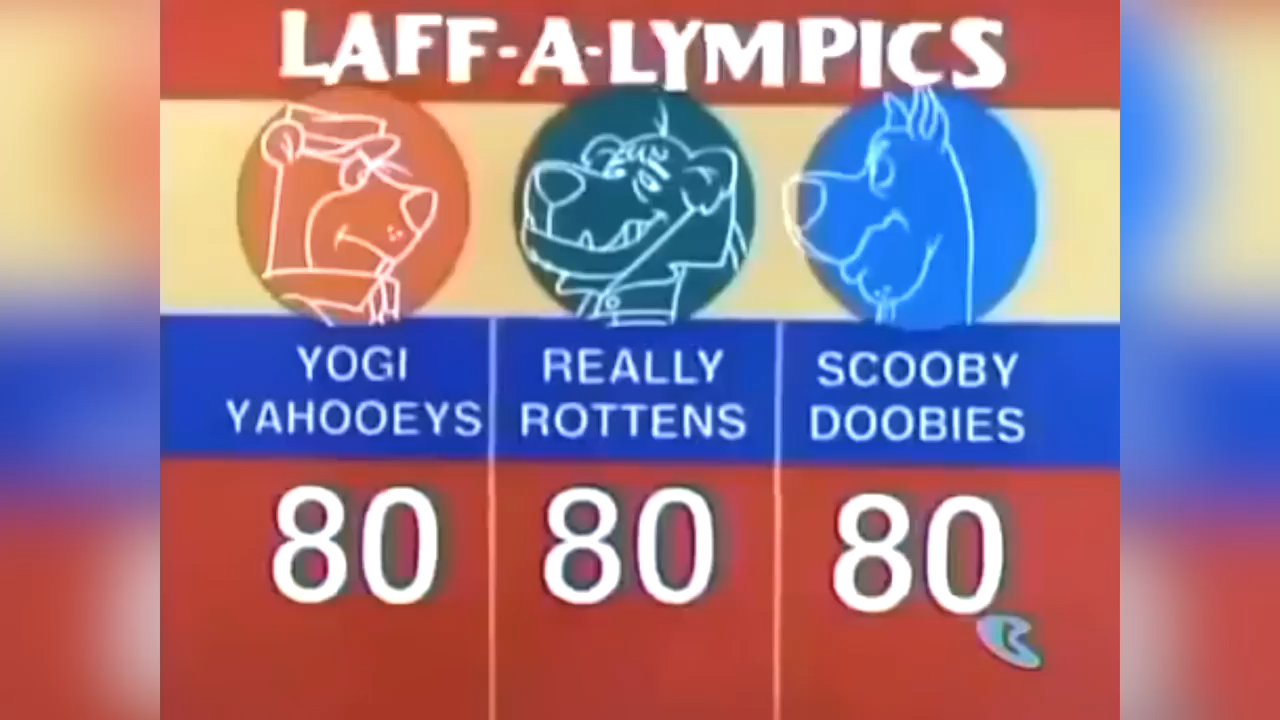 LAFF-A-LYMPICS
YOGI
YAHOOEYS
REALLY
ROTTENS
SCOOBY
DOOBIES
80
80
80